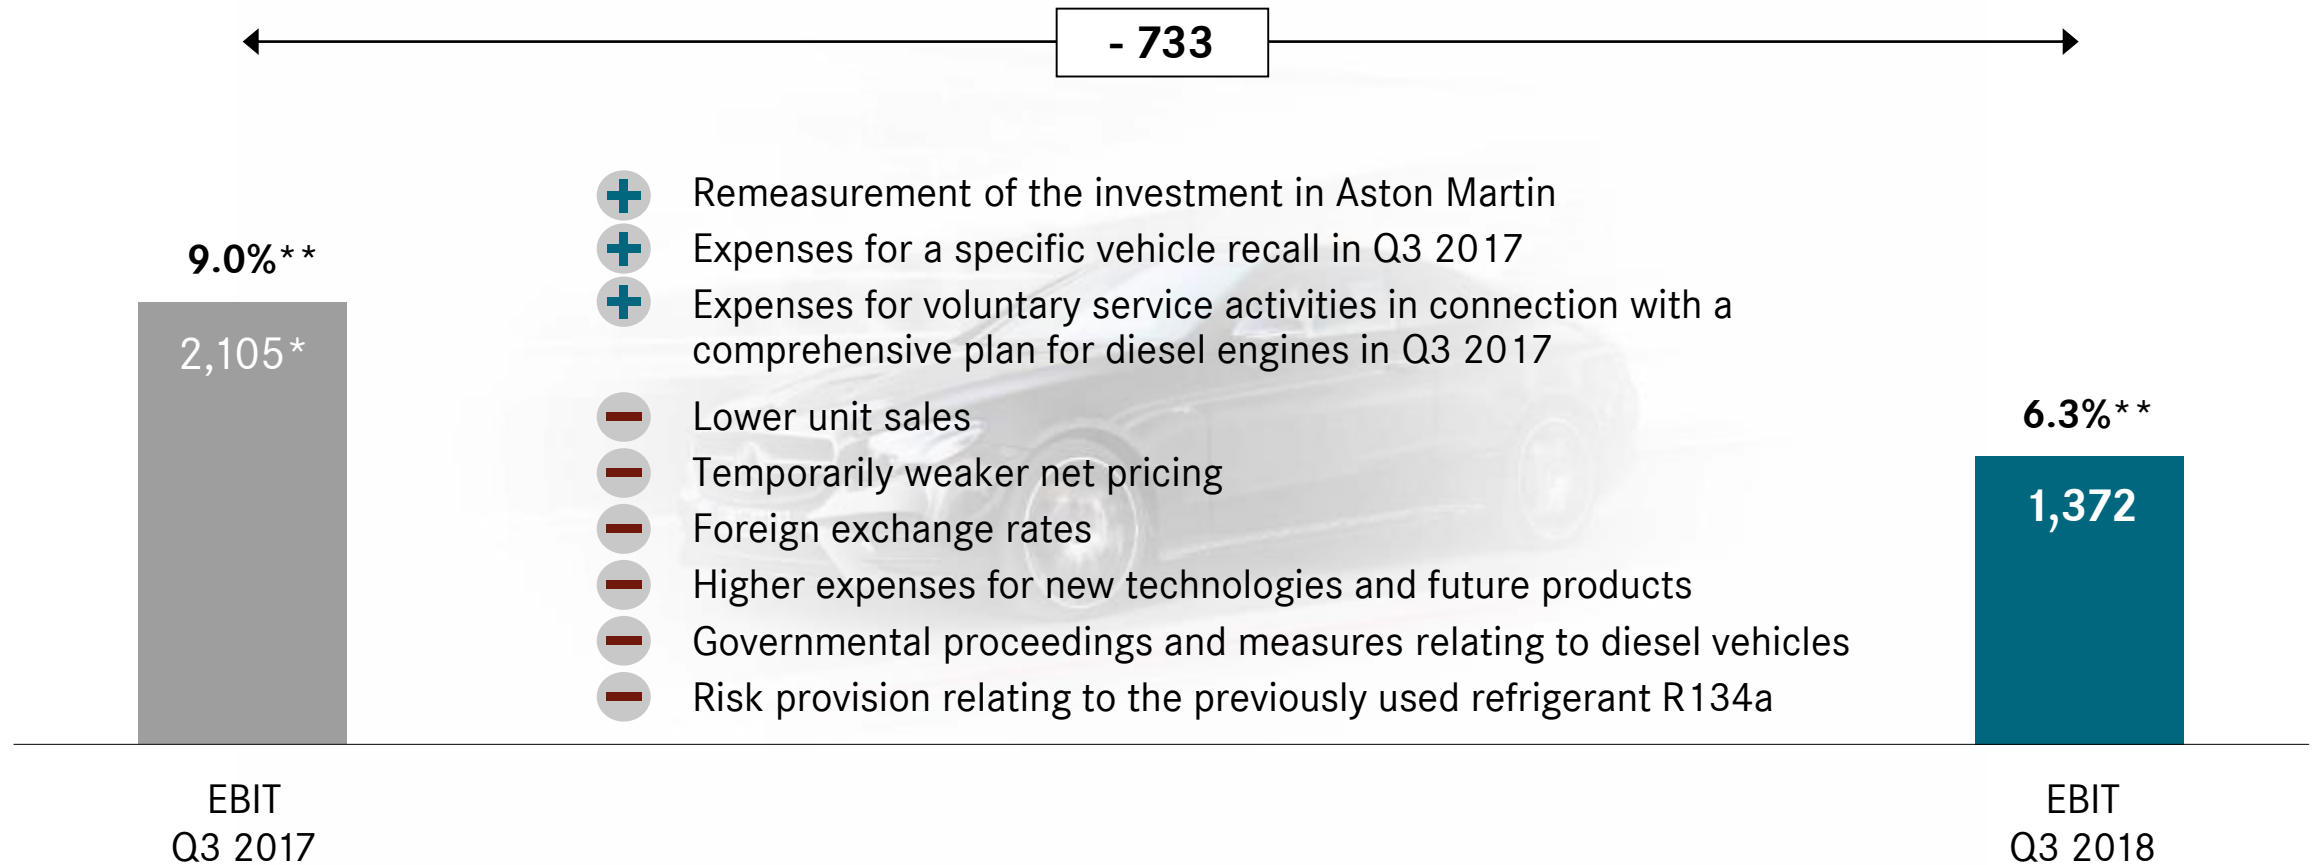 - 733
Remeasurement of the investment in Aston Martin
Expenses for a specific vehicle recall in Q3 2017
Expenses for voluntary service activities in connection with a
comprehensive plan for diesel engines in Q3 2017
Lower unit sales
Temporarily weaker net pricing
Foreign exchange rates
Higher expenses for new technologies and future products
Governmental proceedings and measures relating to diesel vehicles
Risk provision relating to the previously used refrigerant R134a
9.0%**
2,105*
EBIT
Q3 2017
6.3%**
1,372
EBIT
Q3 2018